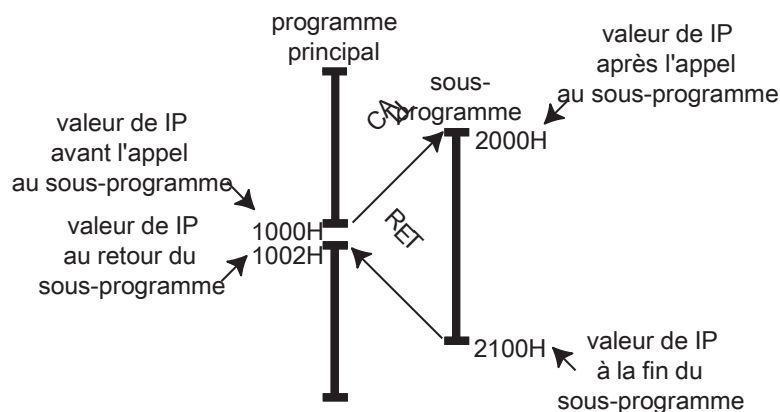 programme
principal
valeur de IP
après l'appel
au sous-programme
sous-
programme
CALL
2000H
valeur de IP
avant l'appel
au sous-programme
1000H
RET
valeur de IP
au retour du
sous-programme
1002H
2100H
valeur de IP
à la fin du
sous-programme